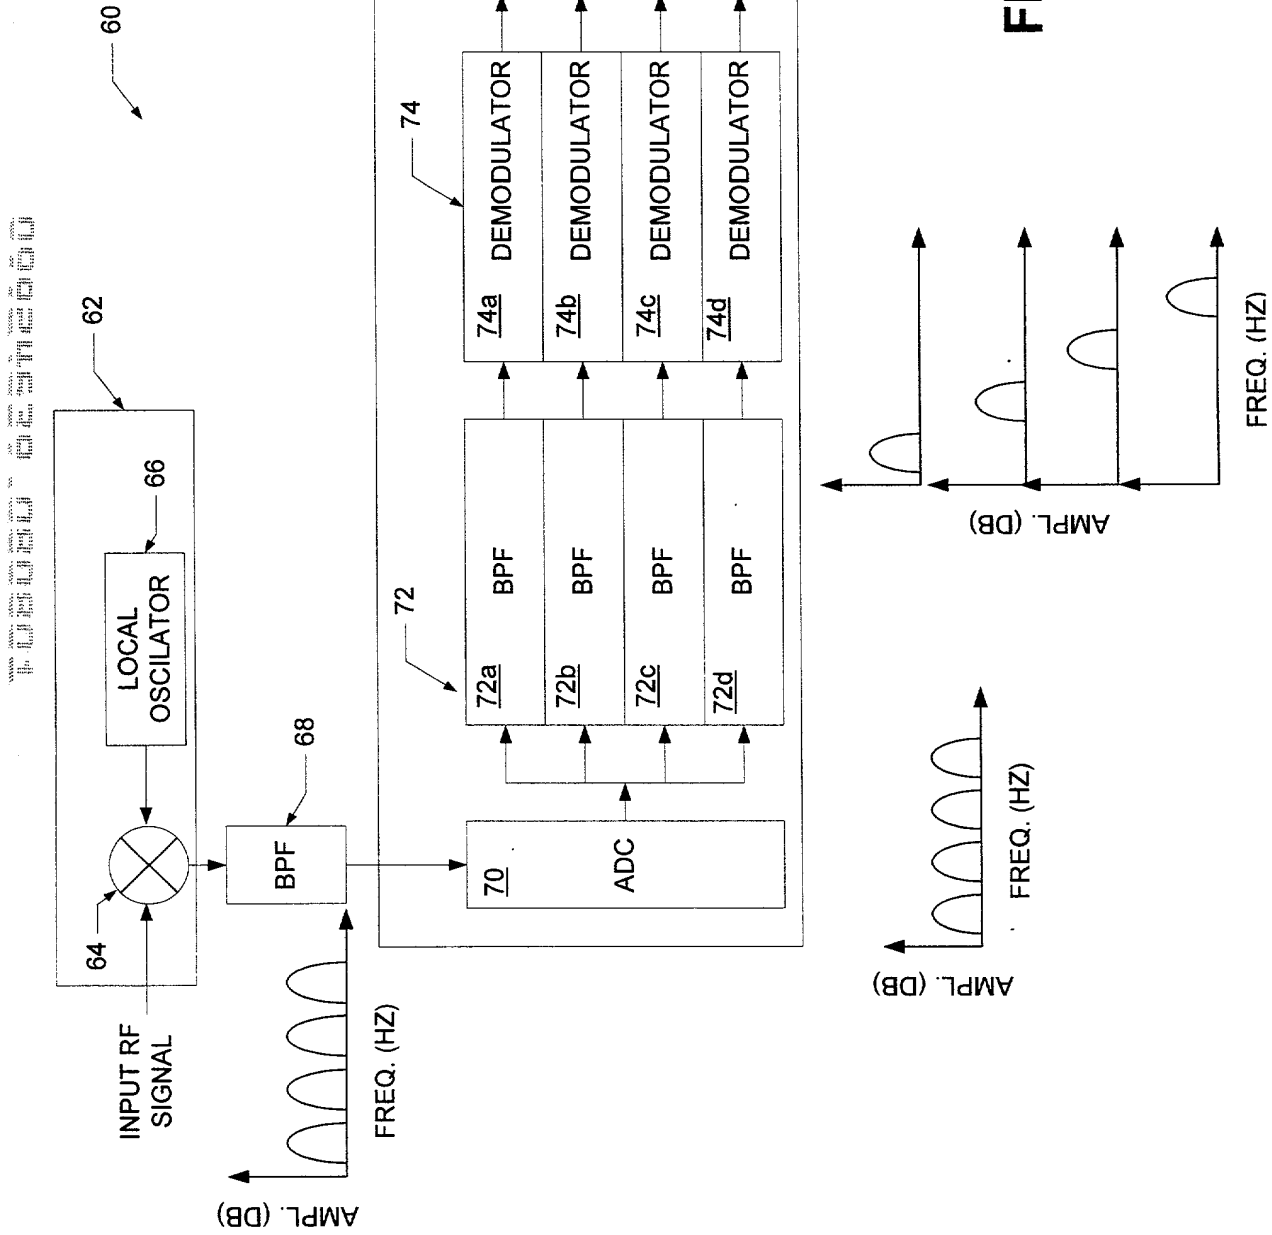 60
62
LOCAL
OSCILATOR
66
64
INPUT RF
SIGNAL
BPF
68
AMPL. (DB)
FREQ. (HZ)
70
ADC
72
72a BPF
72b BPF
72c BPF
72d BPF
74
74a DEMODULATOR
74b DEMODULATOR
74c DEMODULATOR
74d DEMODULATOR
AMPL. (DB)
FREQ. (HZ)
AMPL. (DB)
FREQ. (HZ)